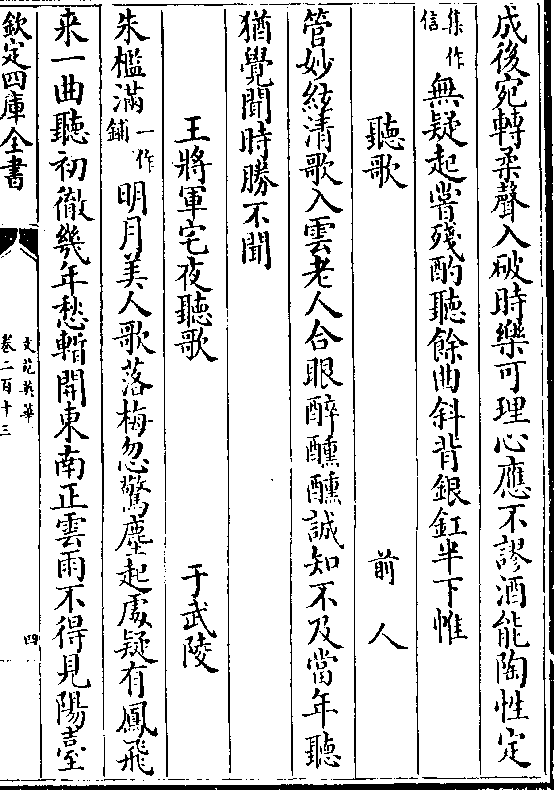 成後宛轉柔聲入破時樂可理心應不謬酒能陶性定
集作信無疑起嘗殘酌聽餘曲斜背銀釭半下帷
聽歌 前人
管妙絃清歌入雲老人合眼醉醺醺誠知不及當年聽
猶覺聞時勝不聞
王將軍宅夜聽歌 于武陵
朱檻滿一作鋪明月美人歌落梅忽驚塵起處疑有鳳飛
来一曲聽初徹幾年愁暫開東南正雲雨不得見陽臺
欽定四庫全書 文苑英華 卷二百十三 四